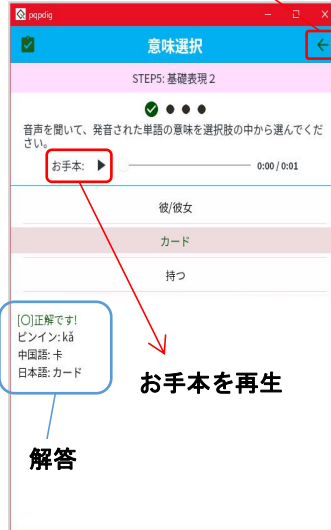 pqpdig
意味選択
STEP5: 基礎表現２
音声を聞いて、発音された単語の意味を選択肢の中から選んでくだ
さい。
お手本: 0:00 / 0:01
彼/彼女
カード
持つ
[〇]正解です!
ピンイン: kǎ
中国語: 卡
日本語: カード
お手本を再生
解答